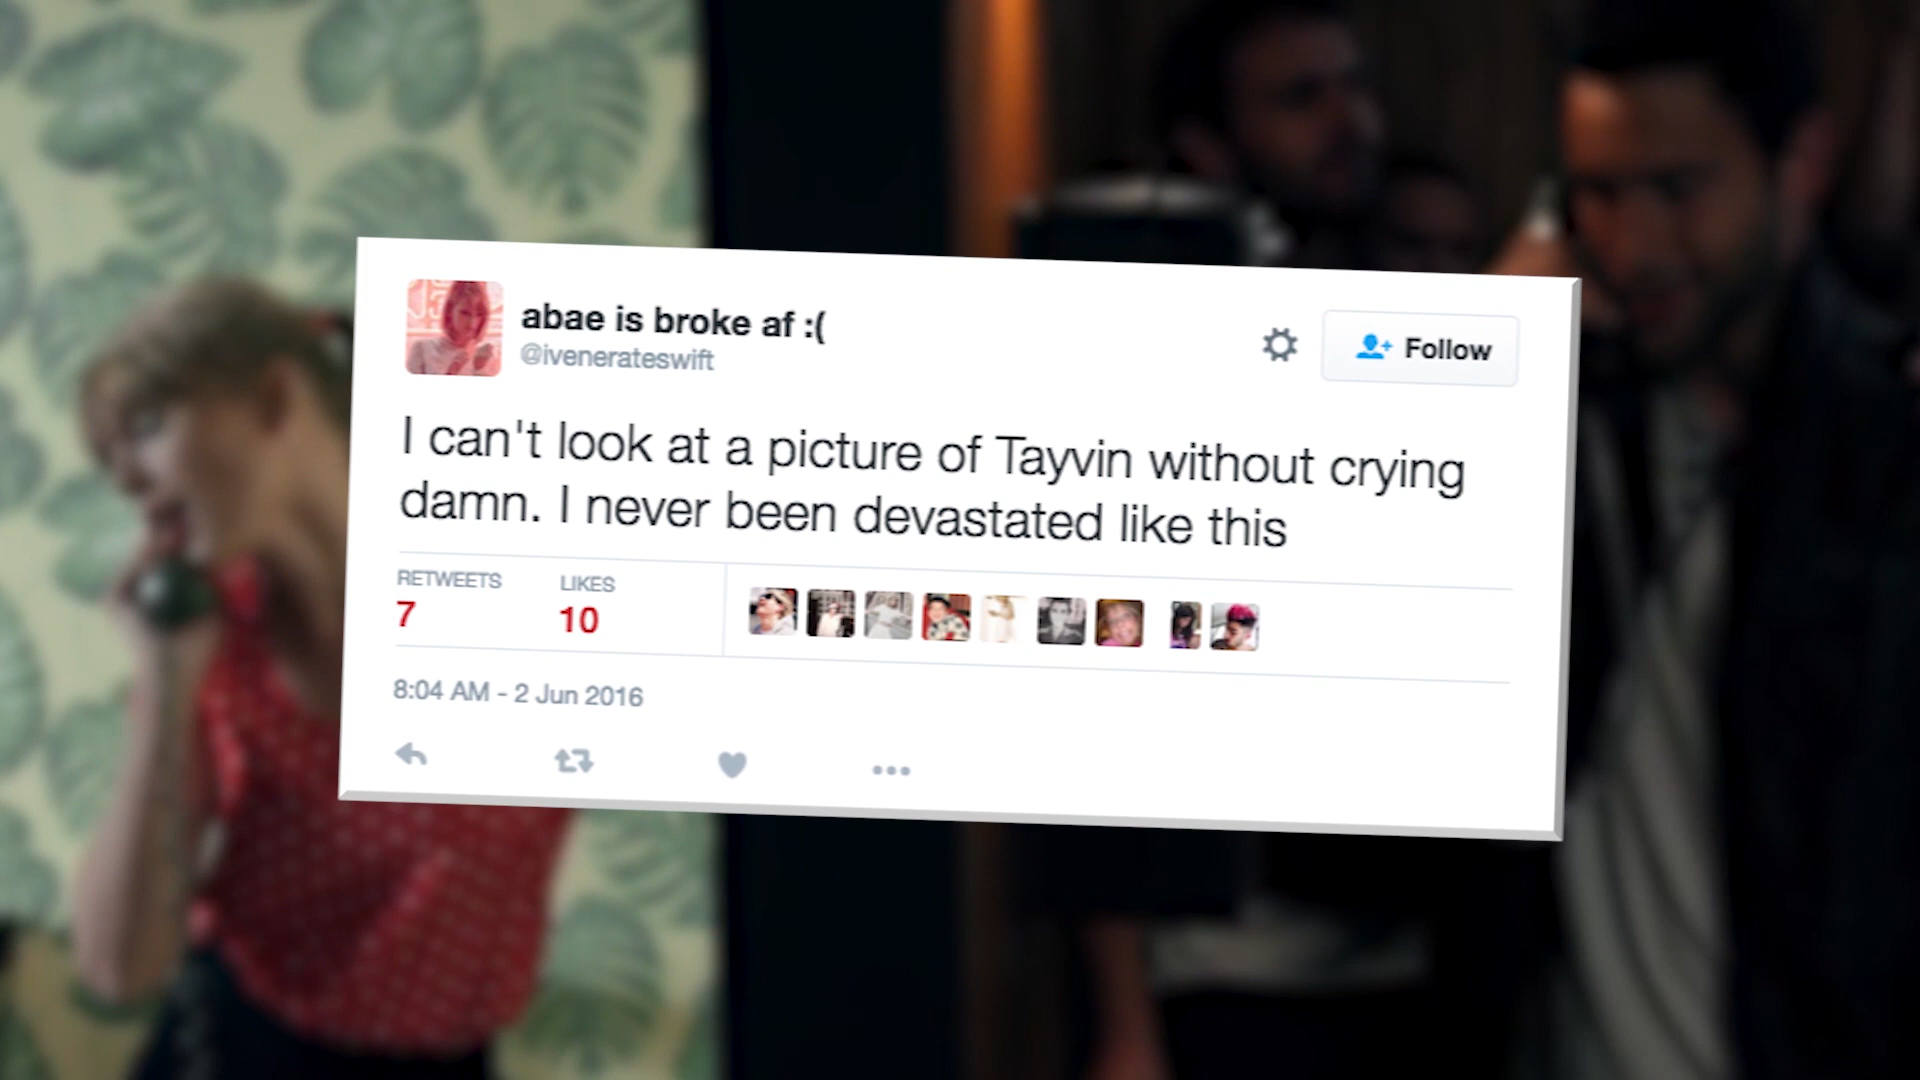 abae is broke af :(
@ivenerateswift
Follow
I can't look at a picture of Tayvin without crying
damn. I never been devastated like this
RETWEETS LIKES
7 10
8:04 AM - 2 Jun 2016